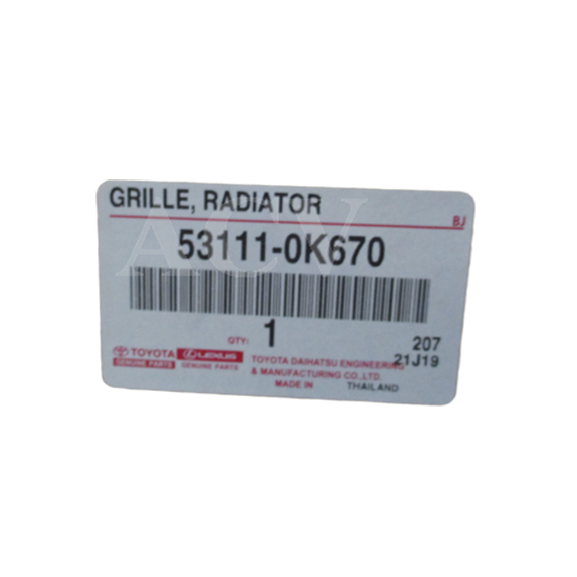 GRILLE, RADIATOR
BJ
53111-0K670
ACV
QTY: 1
207
21J19
TOYOTA LEXUS
GENUINE PARTS GENUINE PARTS
TOYOTA DAIHATSU ENGINEERING
& MANUFACTURING CO.,LTD.
MADE IN THAILAND